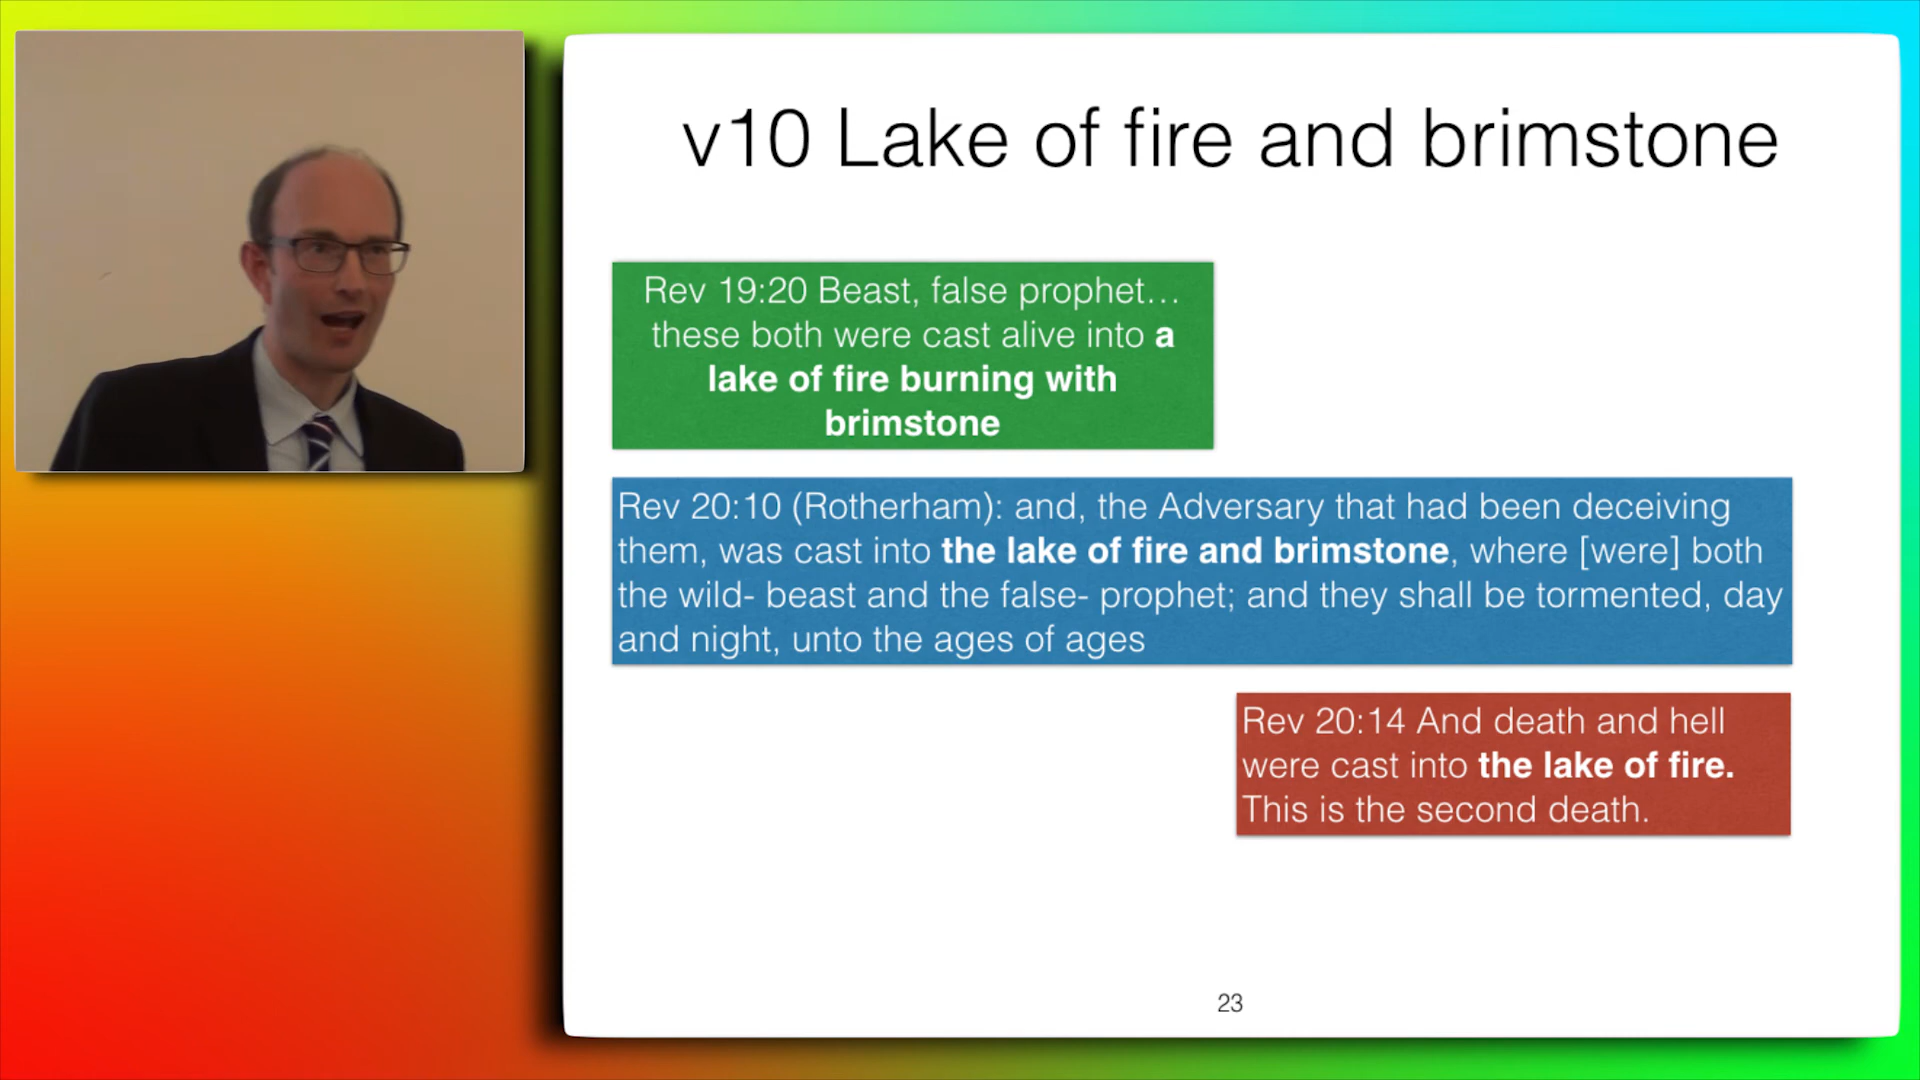 v10 Lake of fire and brimstone
Rev 19:20 Beast, false prophet…
these both were cast alive into a
lake of fire burning with
brimstone
Rev 20:10 (Rotherham): and, the Adversary that had been deceiving
them, was cast into the lake of fire and brimstone, where [were] both
the wild- beast and the false- prophet; and they shall be tormented, day
and night, unto the ages of ages
Rev 20:14 And death and hell
were cast into the lake of fire.
This is the second death.
23